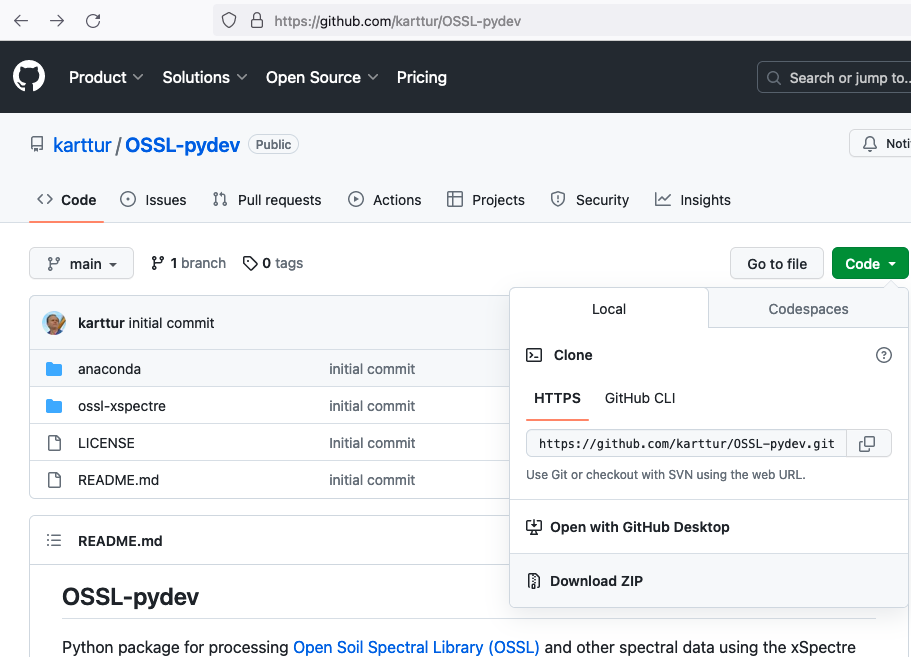 https://github.com/karttur/OSSL-pydev
Product Solutions Open Source Pricing
Search or jump to...
karttur / OSSL-pydev Public
Noti
Code Issues Pull requests Actions Projects Security Insights
main 1 branch 0 tags Go to file Code
Local Codespaces
karttur initial commit
Clone
anaconda initial commit
HTTPS GitHub CLI
ossl-xspectre initial commit
LICENSE Initial commit
https://github.com/karttur/OSSL-pydev.git
README.md initial commit
Use Git or checkout with SVN using the web URL.
Open with GitHub Desktop
README.md
Download ZIP
OSSL-pydev
Python package for processing Open Soil Spectral Library (OSSL) and other spectral data using the xSpectre